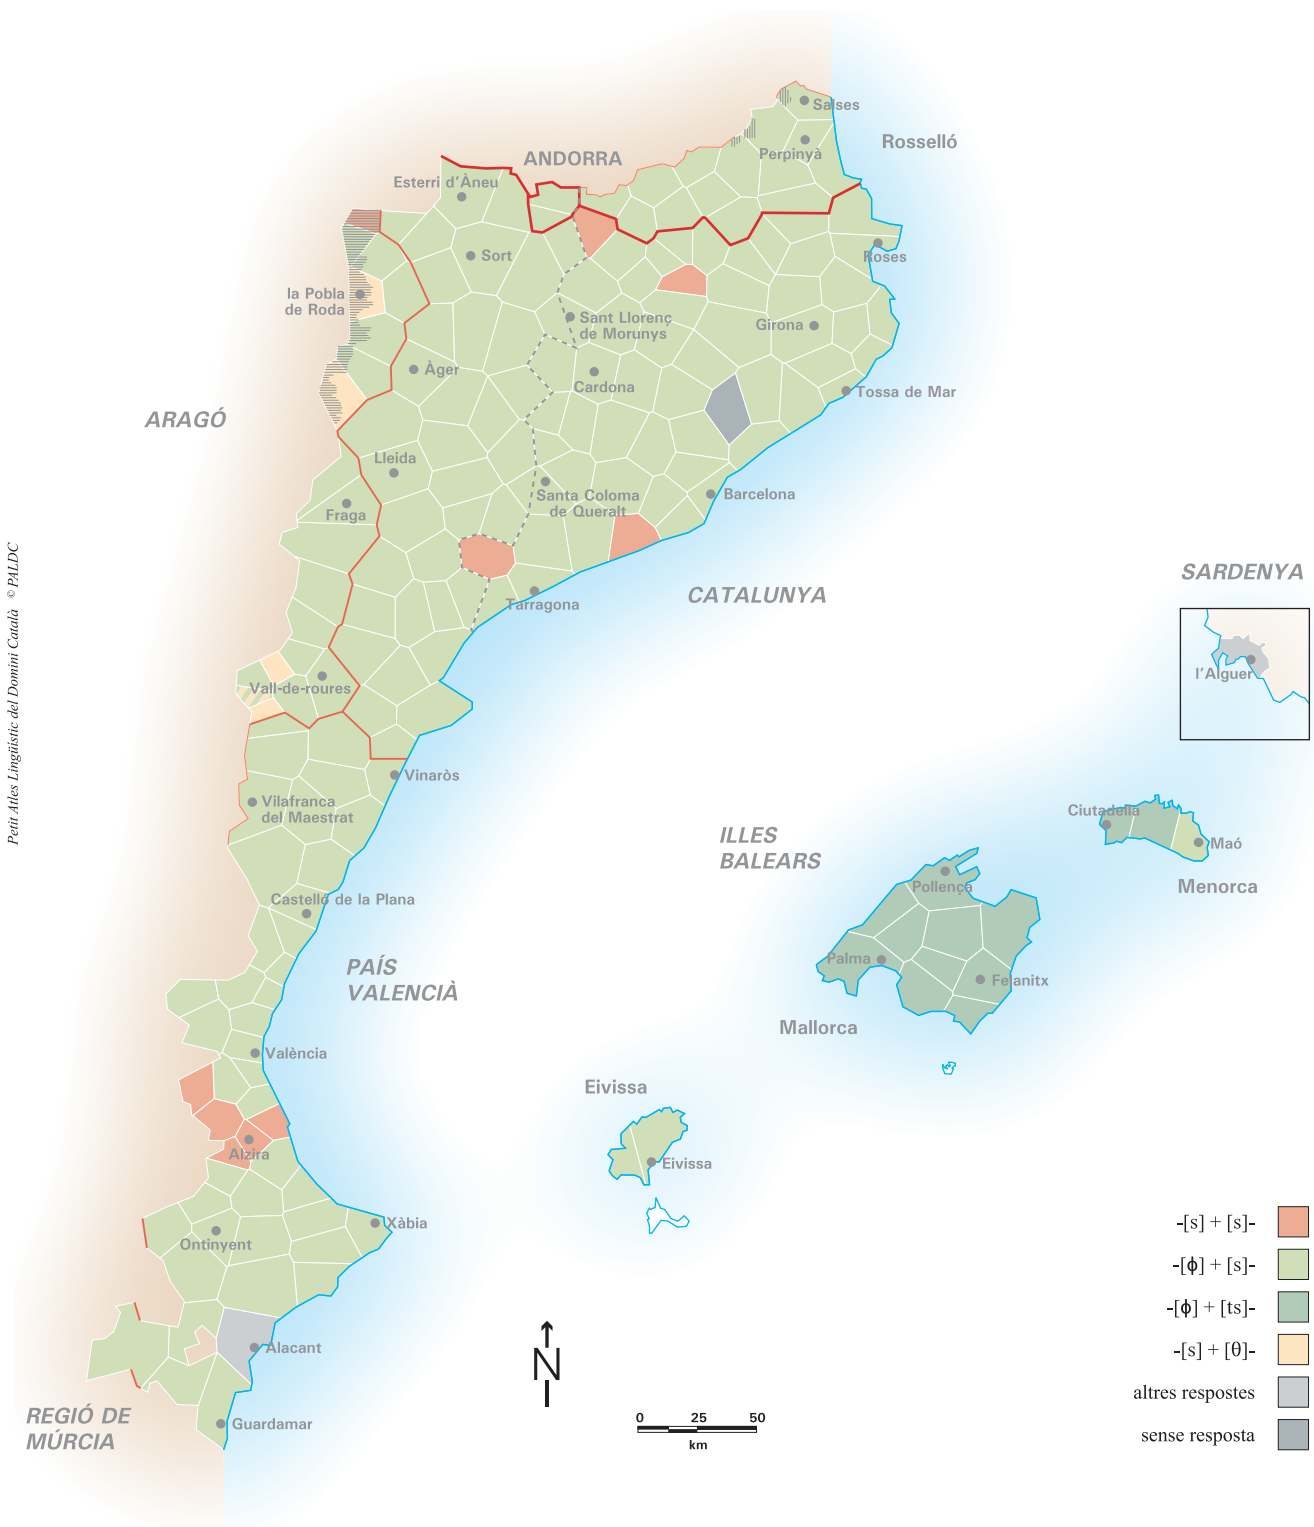 Salses
Rosselló
Perpinyà
ANDORRA
Esterri d'Àneu
Sort
Roses
la Pobla
de Roda
Sant Llorenç
de Morunys
Girona
Àger
Cardona
Tossa de Mar
ARAGÓ
Lleida
Santa Coloma
de Queralt
Barcelona
Fraga
Petit Atles Lingüístic del Domini Català © PALDC
SARDENYA
CATALUNYA
Tarragona
l'Alguer
Vall-de-roures
Vinaròs
Vilafranca
del Maestrat
ILLES
BALEARS
Ciutadella
Maó
Menorca
Pollença
Castelló de la Plana
PAÍS
VALENCIÀ
Palma
Felanitx
Mallorca
València
Eivissa
Alzira
Eivissa
Xàbia
Ontinyent
Alacant
REGIÓ DE
MÚRCIA
Guardamar
N
0 25 50
km
-[s] + [s]-
-[ɸ] + [s]-
-[ɸ] + [ts]-
-[s] + [θ]-
altres respostes
sense resposta